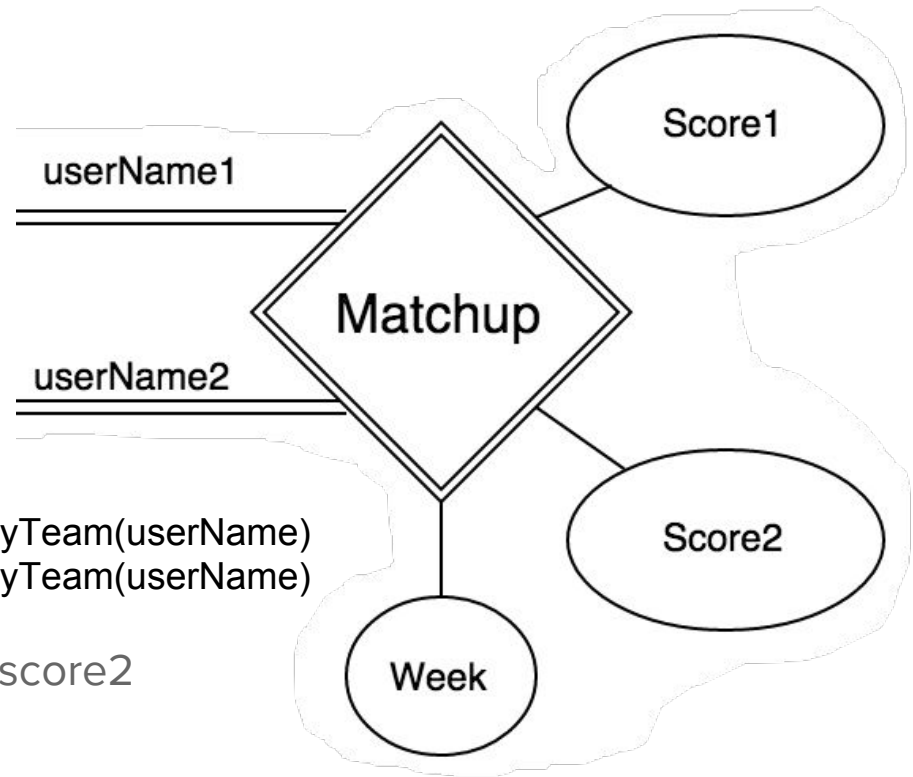 Score1
userName1
Matchup
userName2
yTeam(userName)
yTeam(userName)
Score2
score2
Week